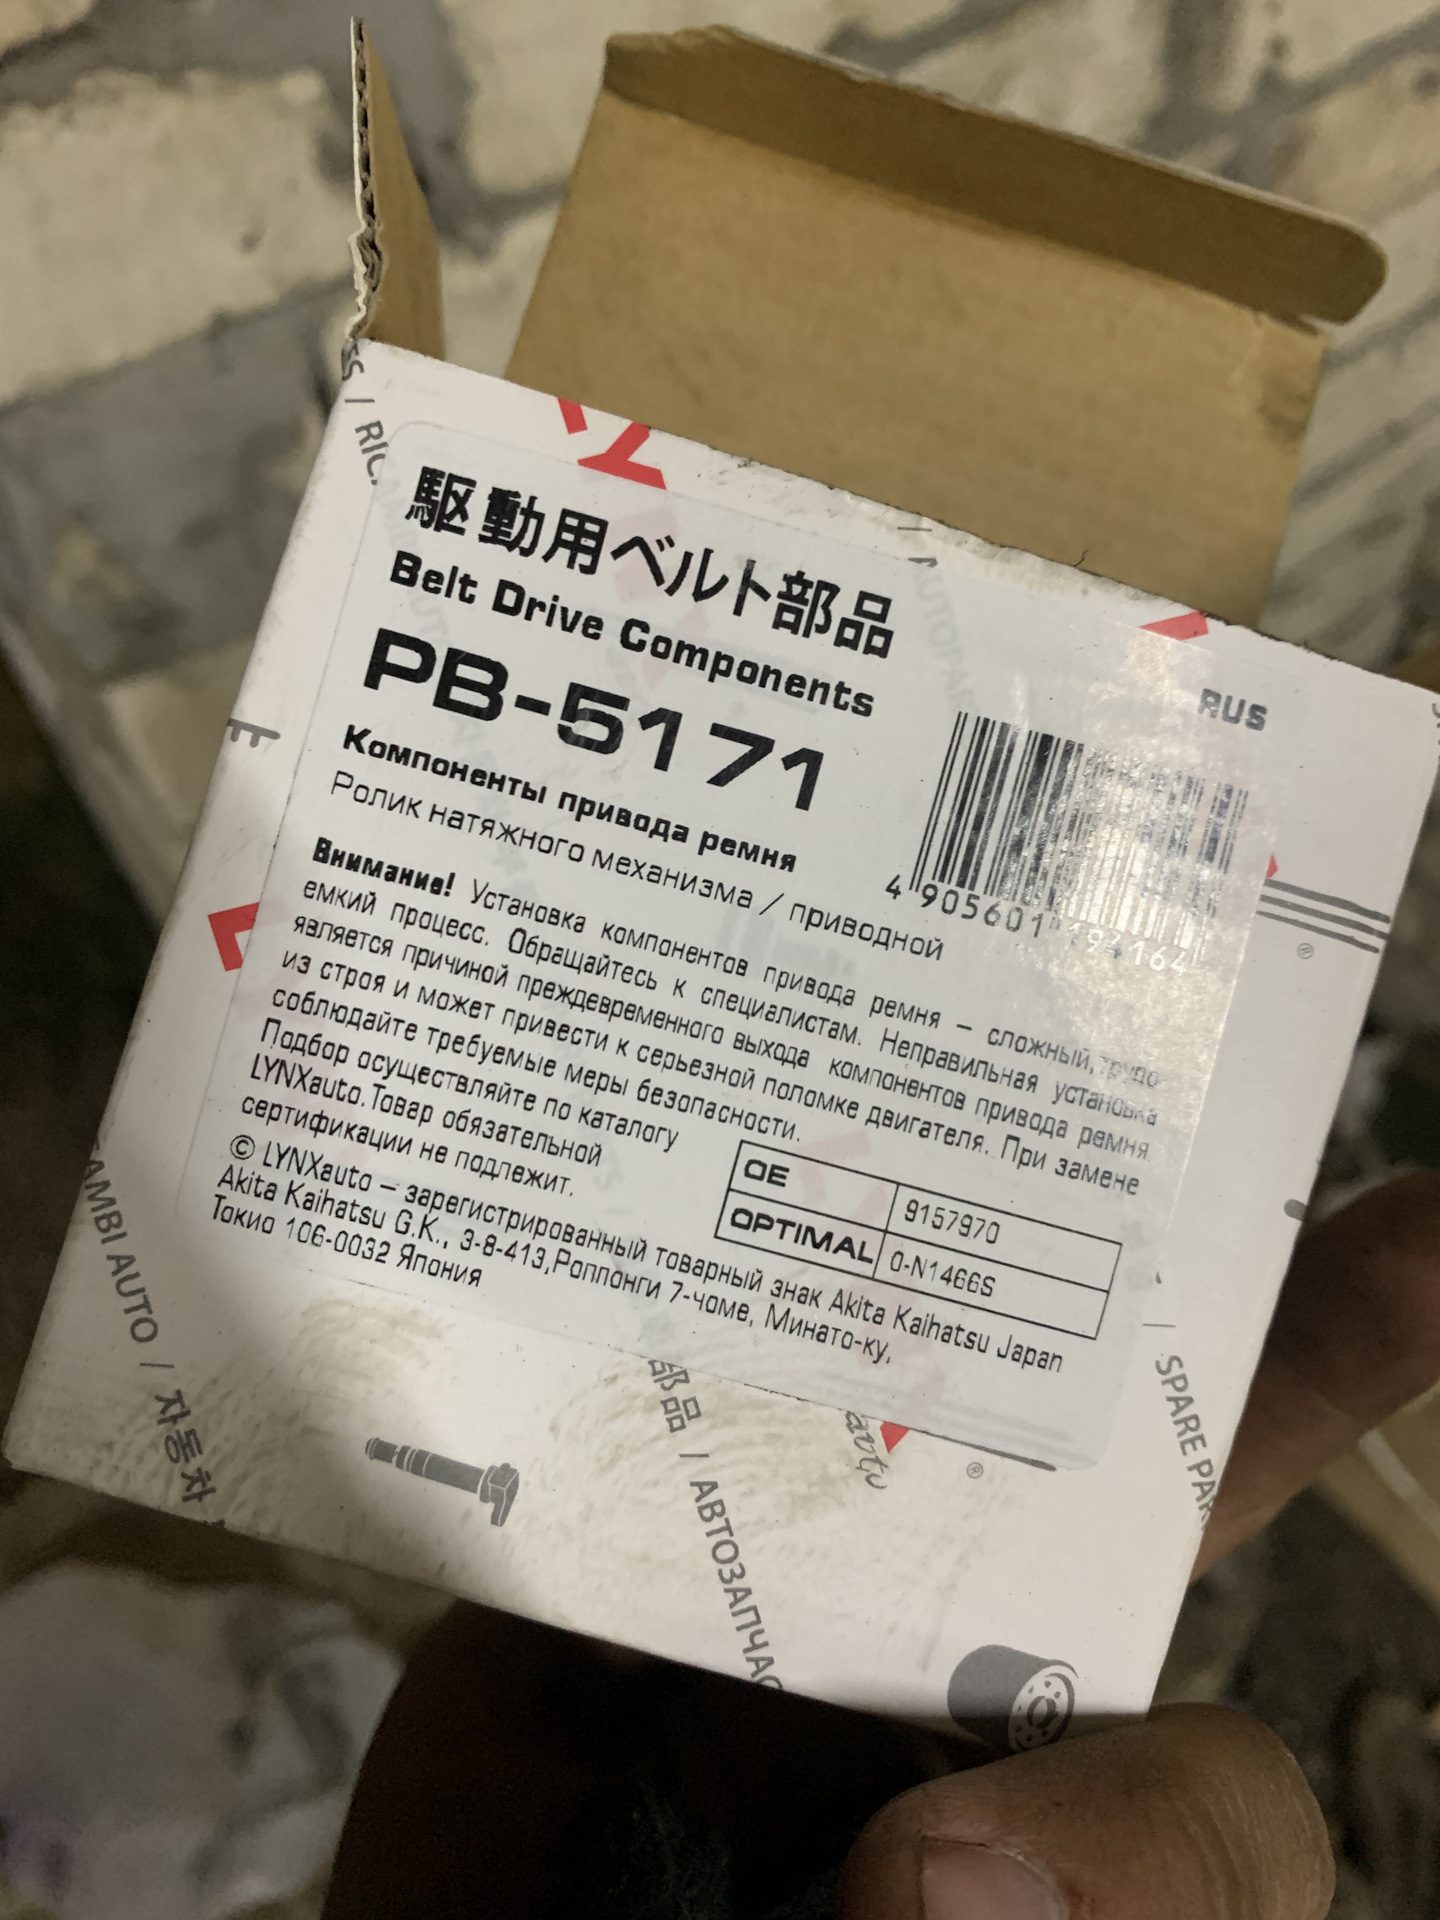 駆動用ベルト部品
Belt Drive Components
PB-5171
RUS
Компоненты привода ремня
Ролик натяжного механизма / приводной
4 905601 194164
Внимание! Установка компонентов привода ремня – сложный, трудо-
емкий процесс. Обращайтесь к специалистам. Неправильная установка
является причиной преждевременного выхода компонентов привода ремня
из строя и может привести к серьезной поломке двигателя. При замене
соблюдайте требуемые меры безопасности.
Подбор осуществляйте по каталогу
LYNXauto. Товар обязательной
сертификации не подлежит.
OE 9157970
OPTIMAL 0-N1466S
© LYNXauto – зарегистрированный товарный знак Akita Kaihatsu Japan
Akita Kaihatsu G.K., 3-8-413,Роппонги 7-чоме, Минато-ку,
Токио 106-0032 Япония
AMBI AUTO / 자동차
部品 / АВТОЗАПЧАС
auto
®
®
SPARE PAR